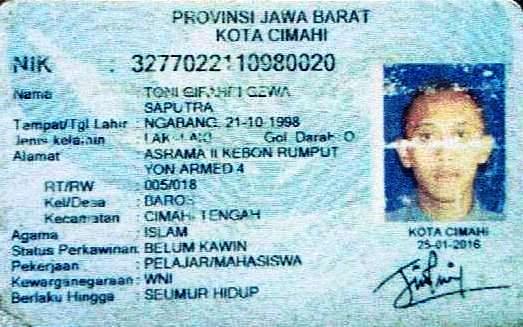 PROVINSI JAWA BARAT
KOTA CIMAHI
NIK : 3277022110980020
Nama : TONI
SAPUTRA
Tempat/Tgl Lahir : NGABANG, 21-10-1998
Jenis kelamin : LAKI-LAKI Gol. Darah O
Alamat : ASRAMA II KEBON RUMPUT
YON ARMED 4
RT/RW : 005/018
Kel/Desa : BAROS
Kecamatan : CIMAHI TENGAH
Agama : ISLAM
Status Perkawinan: BELUM KAWIN
Pekerjaan : PELAJAR/MAHASISWA
Kewarganegaraan: WNI
Berlaku Hingga : SEUMUR HIDUP
KOTA CIMAHI
25-01-2016